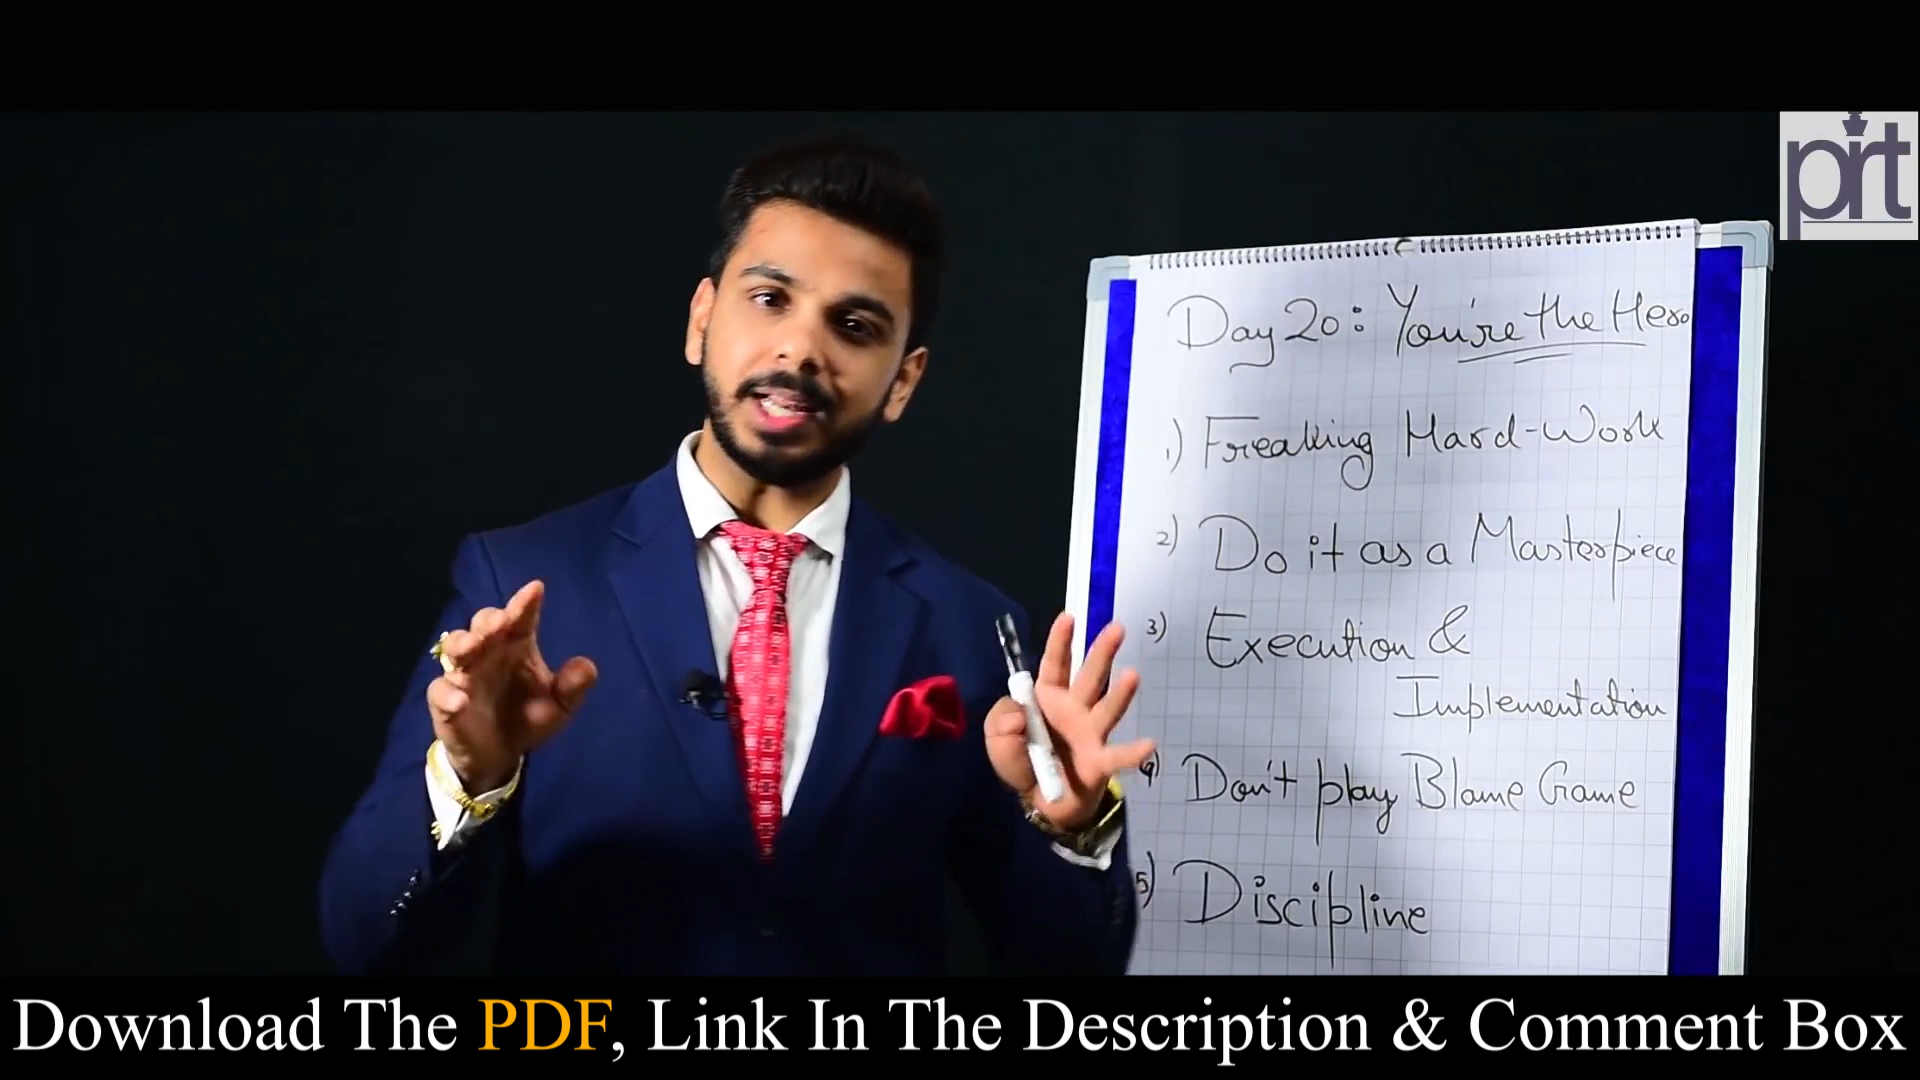 prt
Day 20: You're the Hero
1) Freaking Hard-Work
2) Do it as a Masterpiece
3) Execution &
Implementation
4) Don't play Blame Game
5) Discipline
Download The PDF, Link In The Description & Comment Box